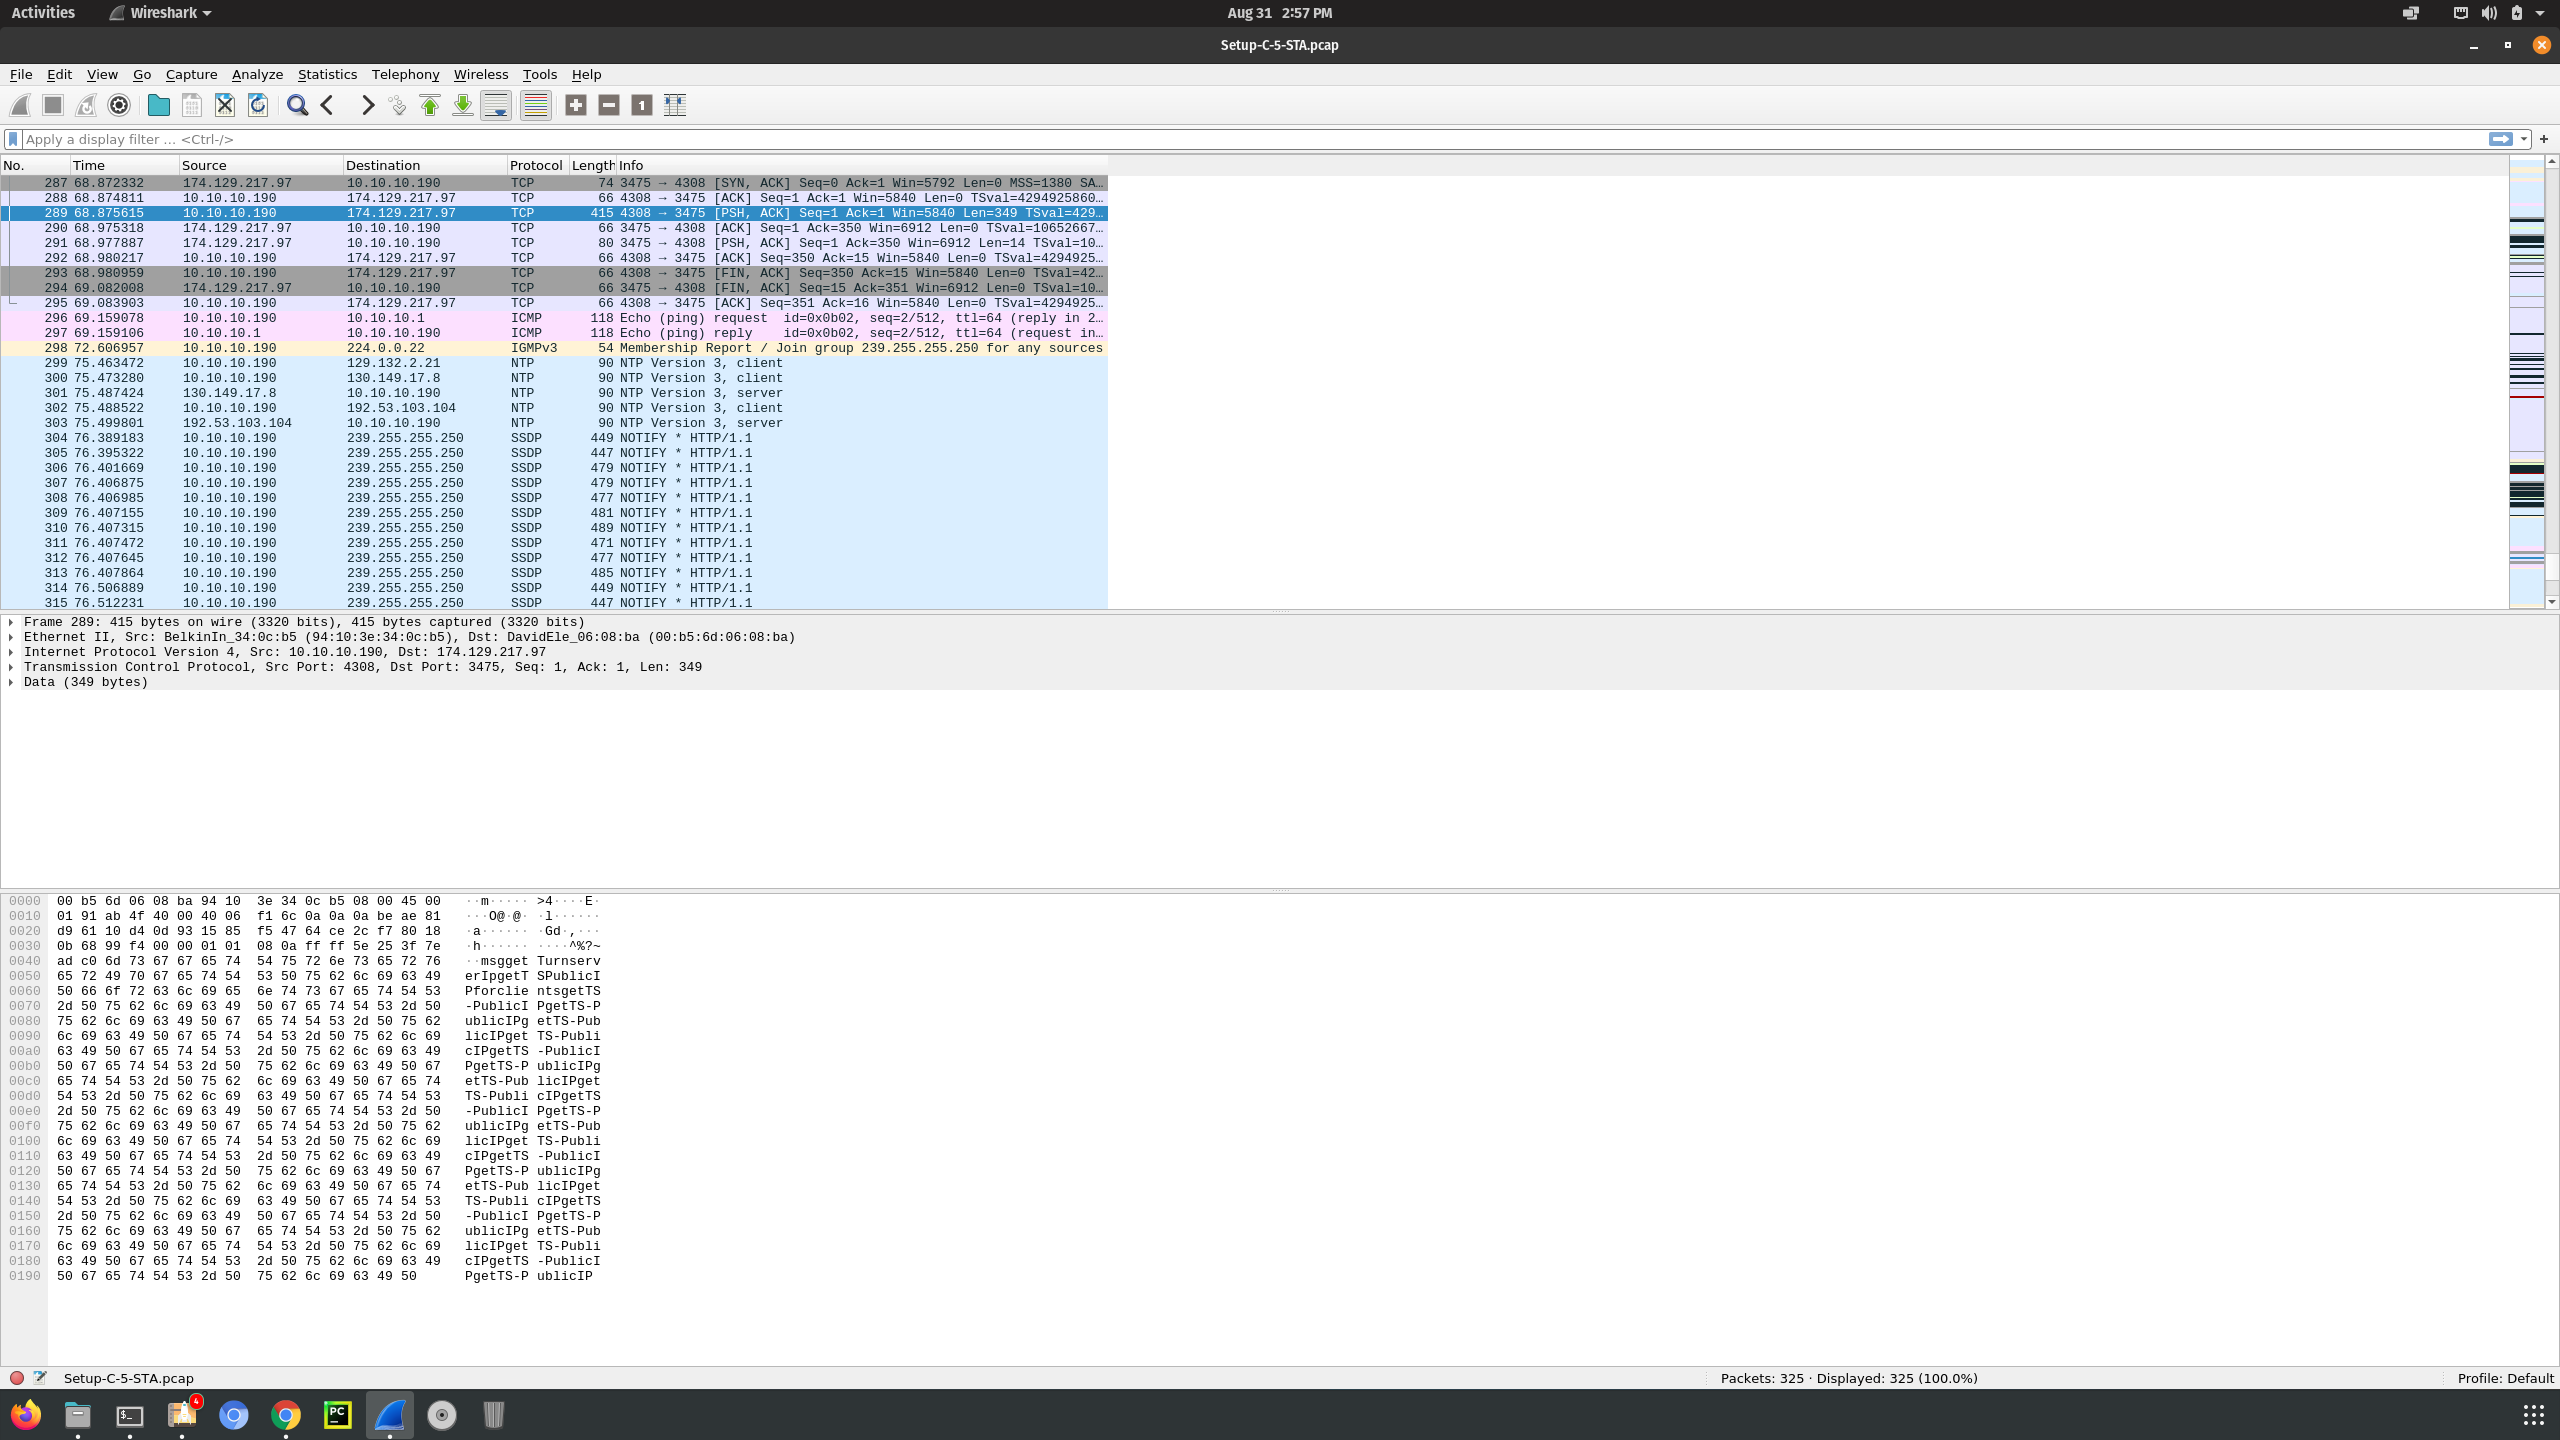 Activities Wireshark Aug 31 2:57 PM
Setup-C-5-STA.pcap
File Edit View Go Capture Analyze Statistics Telephony Wireless Tools Help
Apply a display filter … <Ctrl-/>
No. Time Source Destination Protocol Length Info
287 68.872332 174.129.217.97 10.10.10.190 TCP 74 3475 → 4308 [SYN, ACK] Seq=0 Ack=1 Win=5792 Len=0 MSS=1380 SA…
288 68.874811 10.10.10.190 174.129.217.97 TCP 66 4308 → 3475 [ACK] Seq=1 Ack=1 Win=5840 Len=0 TSval=4294925860…
289 68.875615 10.10.10.190 174.129.217.97 TCP 415 4308 → 3475 [PSH, ACK] Seq=1 Ack=1 Win=5840 Len=349 TSval=429…
290 68.975318 174.129.217.97 10.10.10.190 TCP 66 3475 → 4308 [ACK] Seq=1 Ack=350 Win=6912 Len=0 TSval=10652667…
291 68.977887 174.129.217.97 10.10.10.190 TCP 80 3475 → 4308 [PSH, ACK] Seq=1 Ack=350 Win=6912 Len=14 TSval=10…
292 68.980217 10.10.10.190 174.129.217.97 TCP 66 4308 → 3475 [ACK] Seq=350 Ack=15 Win=5840 Len=0 TSval=4294925…
293 68.980959 10.10.10.190 174.129.217.97 TCP 66 4308 → 3475 [FIN, ACK] Seq=350 Ack=15 Win=5840 Len=0 TSval=42…
294 69.082008 174.129.217.97 10.10.10.190 TCP 66 3475 → 4308 [FIN, ACK] Seq=15 Ack=351 Win=6912 Len=0 TSval=10…
295 69.083903 10.10.10.190 174.129.217.97 TCP 66 4308 → 3475 [ACK] Seq=351 Ack=16 Win=5840 Len=0 TSval=4294925…
296 69.159078 10.10.10.190 10.10.10.1 ICMP 118 Echo (ping) request id=0x0b02, seq=2/512, ttl=64 (reply in 2…
297 69.159106 10.10.10.1 10.10.10.190 ICMP 118 Echo (ping) reply id=0x0b02, seq=2/512, ttl=64 (request in…
298 72.606957 10.10.10.190 224.0.0.22 IGMPv3 54 Membership Report / Join group 239.255.255.250 for any sources
299 75.463472 10.10.10.190 129.132.2.21 NTP 90 NTP Version 3, client
300 75.473280 10.10.10.190 130.149.17.8 NTP 90 NTP Version 3, client
301 75.487424 130.149.17.8 10.10.10.190 NTP 90 NTP Version 3, server
302 75.488522 10.10.10.190 192.53.103.104 NTP 90 NTP Version 3, client
303 75.499801 192.53.103.104 10.10.10.190 NTP 90 NTP Version 3, server
304 76.389183 10.10.10.190 239.255.255.250 SSDP 449 NOTIFY * HTTP/1.1
305 76.395322 10.10.10.190 239.255.255.250 SSDP 447 NOTIFY * HTTP/1.1
306 76.401669 10.10.10.190 239.255.255.250 SSDP 479 NOTIFY * HTTP/1.1
307 76.406875 10.10.10.190 239.255.255.250 SSDP 479 NOTIFY * HTTP/1.1
308 76.406985 10.10.10.190 239.255.255.250 SSDP 477 NOTIFY * HTTP/1.1
309 76.407155 10.10.10.190 239.255.255.250 SSDP 481 NOTIFY * HTTP/1.1
310 76.407315 10.10.10.190 239.255.255.250 SSDP 489 NOTIFY * HTTP/1.1
311 76.407472 10.10.10.190 239.255.255.250 SSDP 471 NOTIFY * HTTP/1.1
312 76.407645 10.10.10.190 239.255.255.250 SSDP 477 NOTIFY * HTTP/1.1
313 76.407864 10.10.10.190 239.255.255.250 SSDP 485 NOTIFY * HTTP/1.1
314 76.506889 10.10.10.190 239.255.255.250 SSDP 449 NOTIFY * HTTP/1.1
315 76.512231 10.10.10.190 239.255.255.250 SSDP 447 NOTIFY * HTTP/1.1
Frame 289: 415 bytes on wire (3320 bits), 415 bytes captured (3320 bits)
Ethernet II, Src: BelkinIn_34:0c:b5 (94:10:3e:34:0c:b5), Dst: DavidEle_06:08:ba (00:b5:6d:06:08:ba)
Internet Protocol Version 4, Src: 10.10.10.190, Dst: 174.129.217.97
Transmission Control Protocol, Src Port: 4308, Dst Port: 3475, Seq: 1, Ack: 1, Len: 349
Data (349 bytes)
0000 00 b5 6d 06 08 ba 94 10 3e 34 0c b5 08 00 45 00 ··m····· >4····E·
0010 01 91 ab 4f 40 00 40 06 f1 6c 0a 0a 0a be ae 81 ···O@·@· ·l······
0020 d9 61 10 d4 0d 93 15 85 f5 47 64 ce 2c f7 80 18 ·a······ ·Gd·,···
0030 0b 68 99 f4 00 00 01 01 08 0a ff ff 5e 25 3f 7e ·h······ ····^%?~
0040 ad c0 6d 73 67 67 65 74 54 75 72 6e 73 65 72 76 ··msgget Turnserv
0050 65 72 49 70 67 65 74 54 53 50 75 62 6c 69 63 49 erIpgetT SPublicI
0060 50 66 6f 72 63 6c 69 65 6e 74 73 67 65 74 54 53 Pforclie ntsgetTS
0070 2d 50 75 62 6c 69 63 49 50 67 65 74 54 53 2d 50 -PublicI PgetTS-P
0080 75 62 6c 69 63 49 50 67 65 74 54 53 2d 50 75 62 ublicIPg etTS-Pub
0090 6c 69 63 49 50 67 65 74 54 53 2d 50 75 62 6c 69 licIPget TS-Publi
00a0 63 49 50 67 65 74 54 53 2d 50 75 62 6c 69 63 49 cIPgetTS -PublicI
00b0 50 67 65 74 54 53 2d 50 75 62 6c 69 63 49 50 67 PgetTS-P ublicIPg
00c0 65 74 54 53 2d 50 75 62 6c 69 63 49 50 67 65 74 etTS-Pub licIPget
00d0 54 53 2d 50 75 62 6c 69 63 49 50 67 65 74 54 53 TS-Publi cIPgetTS
00e0 2d 50 75 62 6c 69 63 49 50 67 65 74 54 53 2d 50 -PublicI PgetTS-P
00f0 75 62 6c 69 63 49 50 67 65 74 54 53 2d 50 75 62 ublicIPg etTS-Pub
0100 6c 69 63 49 50 67 65 74 54 53 2d 50 75 62 6c 69 licIPget TS-Publi
0110 63 49 50 67 65 74 54 53 2d 50 75 62 6c 69 63 49 cIPgetTS -PublicI
0120 50 67 65 74 54 53 2d 50 75 62 6c 69 63 49 50 67 PgetTS-P ublicIPg
0130 65 74 54 53 2d 50 75 62 6c 69 63 49 50 67 65 74 etTS-Pub licIPget
0140 54 53 2d 50 75 62 6c 69 63 49 50 67 65 74 54 53 TS-Publi cIPgetTS
0150 2d 50 75 62 6c 69 63 49 50 67 65 74 54 53 2d 50 -PublicI PgetTS-P
0160 75 62 6c 69 63 49 50 67 65 74 54 53 2d 50 75 62 ublicIPg etTS-Pub
0170 6c 69 63 49 50 67 65 74 54 53 2d 50 75 62 6c 69 licIPget TS-Publi
0180 63 49 50 67 65 74 54 53 2d 50 75 62 6c 69 63 49 cIPgetTS -PublicI
0190 50 67 65 74 54 53 2d 50 75 62 6c 69 63 49 50 PgetTS-P ublicIP
Setup-C-5-STA.pcap Packets: 325 · Displayed: 325 (100.0%) Profile: Default
4
PC